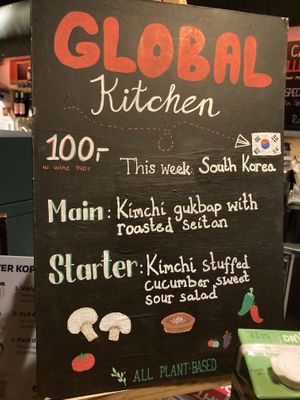 GLOBAL
Kitchen
100,-
w. wine 140,-
This week: South Korea
Main: Kimchi gukbap with
roasted Seitan
Starter: Kimchi stuffed
cucumber sweet
sour salad
ALL PLANT-BASED